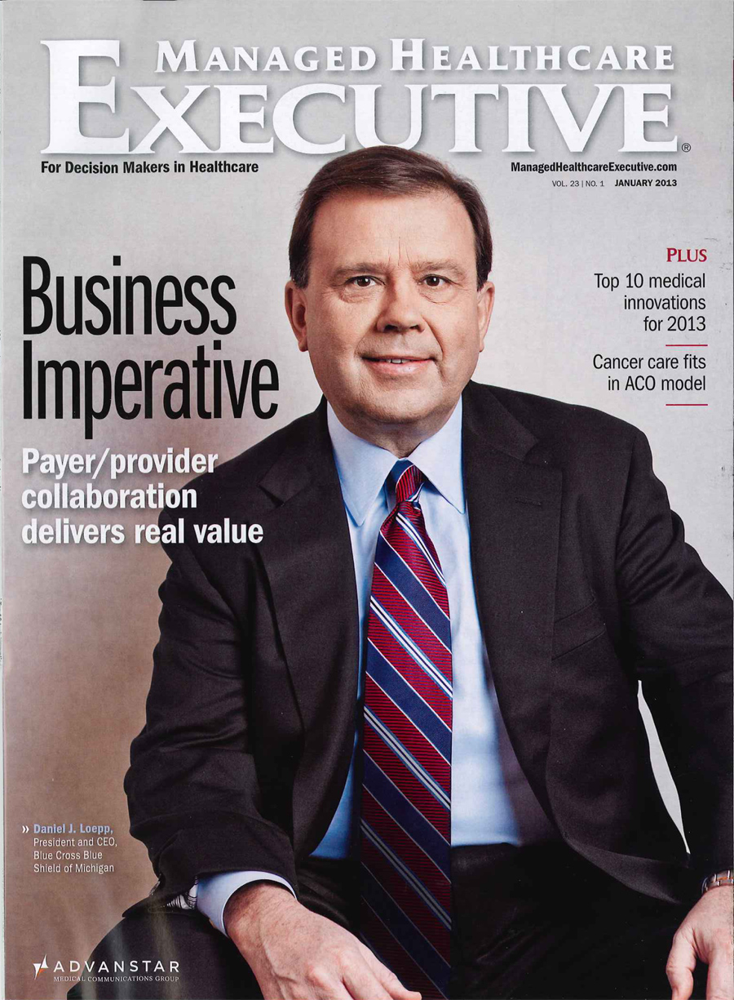 MANAGED HEALTHCARE
EXECUTIVE®
For Decision Makers in Healthcare
ManagedHealthcareExecutive.com
VOL. 23 | NO. 1 JANUARY 2013
Business
Imperative
Payer/provider
collaboration
delivers real value
PLUS
Top 10 medical
innovations
for 2013
Cancer care fits
in ACO model
» Daniel J. Loepp,
President and CEO,
Blue Cross Blue
Shield of Michigan
ADVANSTAR
MEDICAL COMMUNICATIONS GROUP